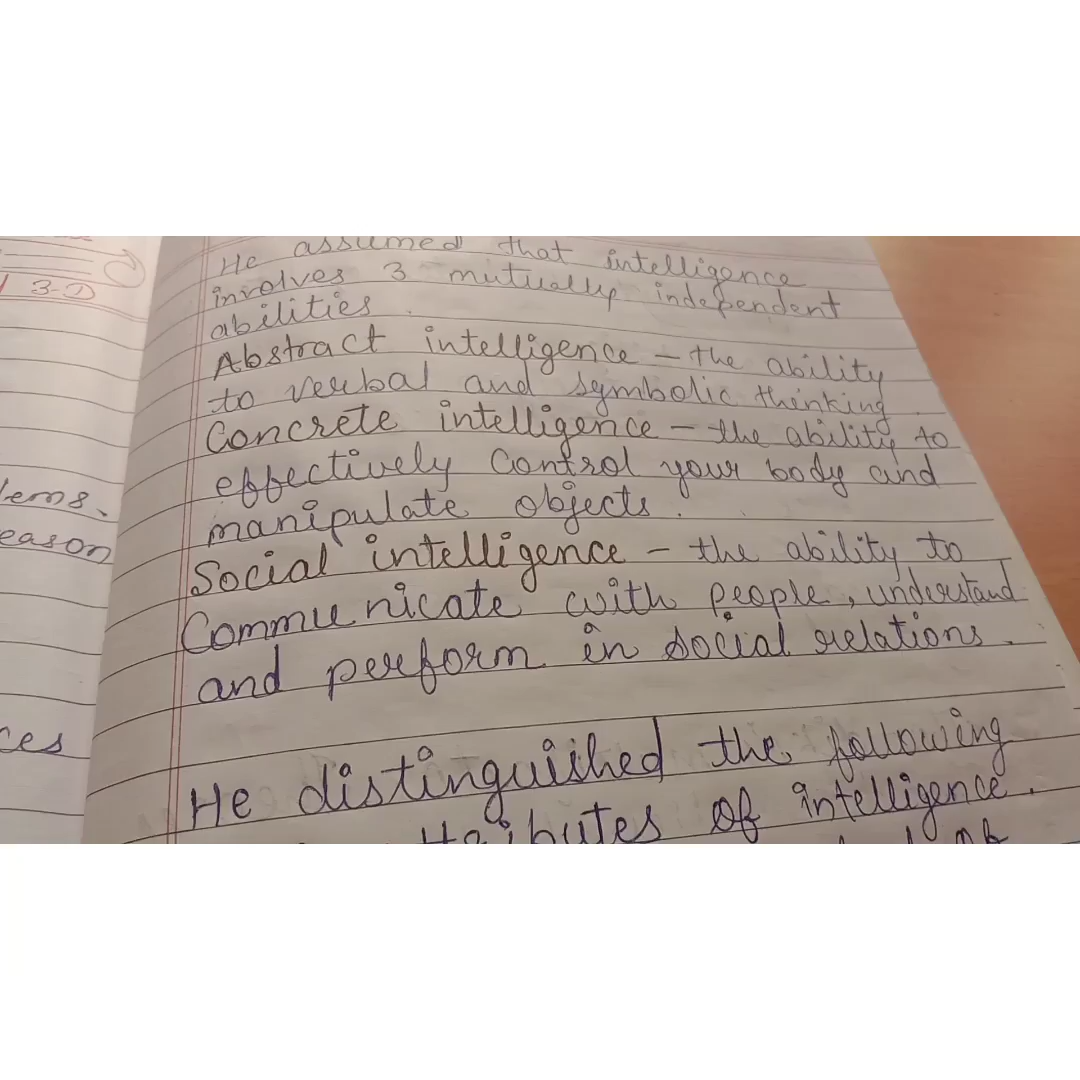 3-D
lems.
eason
ces
He assumed that intelligence
involves 3 mutually independent
abilities.
Abstract intelligence – the ability
to verbal and symbolic thinking.
Concrete intelligence – the ability to
effectively control your body and
manipulate objects.
Social intelligence – the ability to
Communicate with people, understand
and perform in social relations.
He distinguished the following
attributes of intelligence.